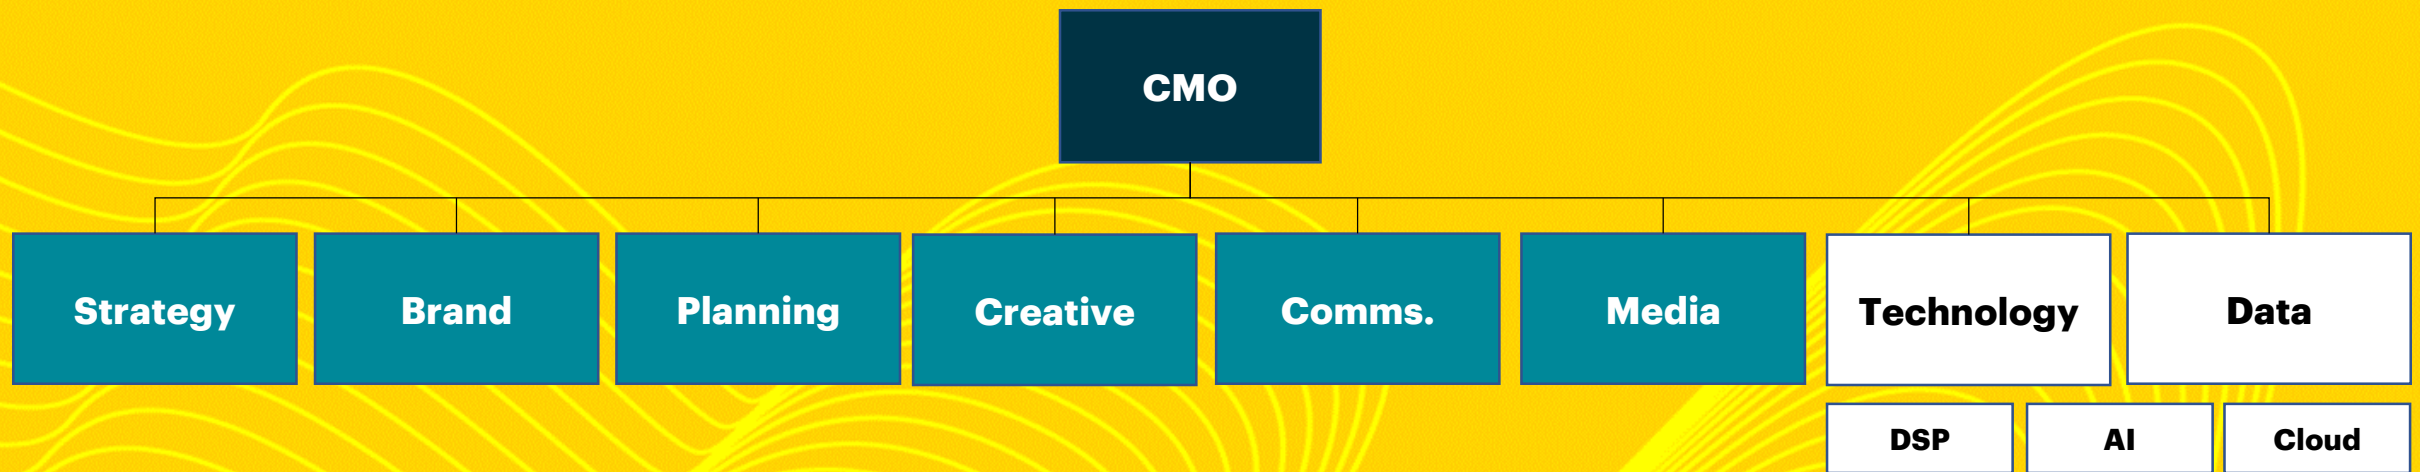 CMO
Strategy
Brand
Planning
Creative
Comms.
Media
Technology
Data
DSP
AI
Cloud